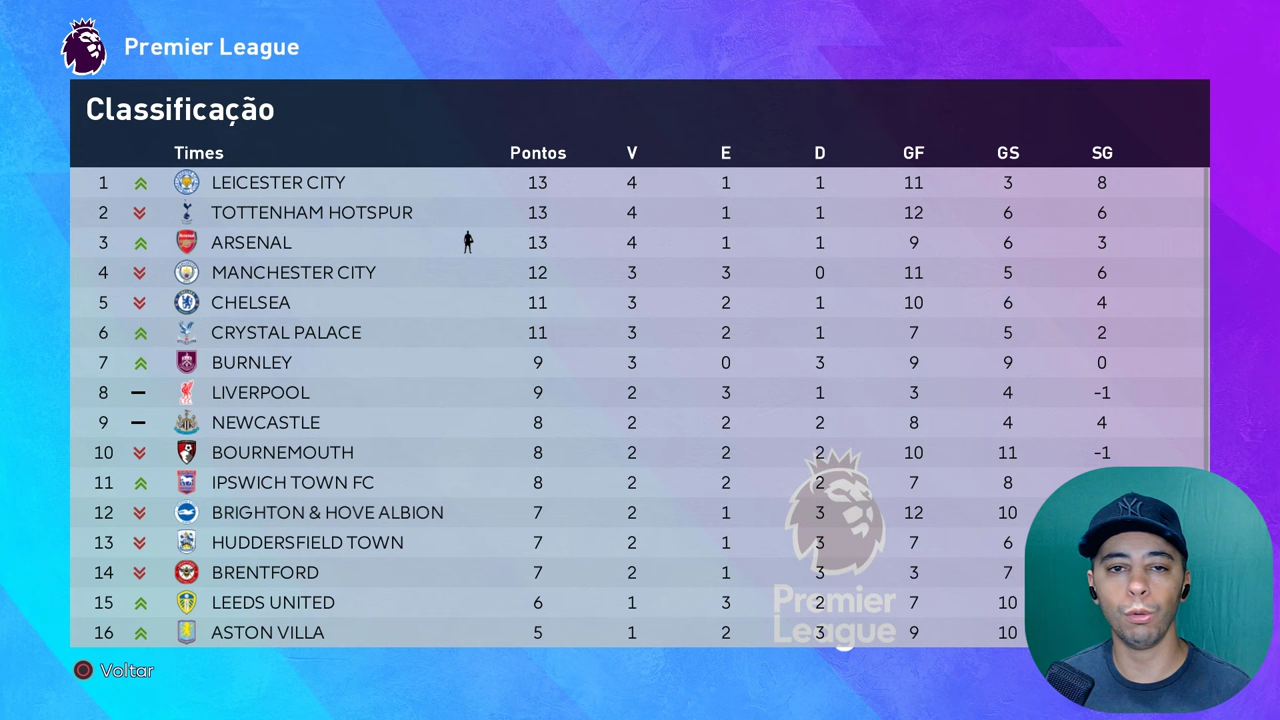 Premier League
Classificação
Times Pontos V E D GF GS SG
1 LEICESTER CITY 13 4 1 1 11 3 8
2 TOTTENHAM HOTSPUR 13 4 1 1 12 6 6
3 ARSENAL 13 4 1 1 9 6 3
4 MANCHESTER CITY 12 3 3 0 11 5 6
5 CHELSEA 11 3 2 1 10 6 4
6 CRYSTAL PALACE 11 3 2 1 7 5 2
7 BURNLEY 9 3 0 3 9 9 0
8 LIVERPOOL 9 2 3 1 3 4 -1
9 NEWCASTLE 8 2 2 2 8 4 4
10 BOURNEMOUTH 8 2 2 2 10 11 -1
11 IPSWICH TOWN FC 8 2 2 2 7 8
12 BRIGHTON & HOVE ALBION 7 2 1 3 12 10
13 HUDDERSFIELD TOWN 7 2 1 3 7 6
14 BRENTFORD 7 2 1 3 3 7
15 LEEDS UNITED 6 1 3 2 7 10
16 ASTON VILLA 5 1 2 3 9 10
Premier
League
Voltar